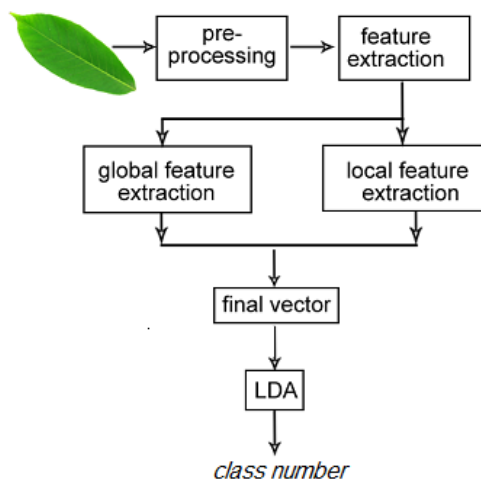 pre-
processing
feature
extraction
global feature
extraction
local feature
extraction
final vector
LDA
class number